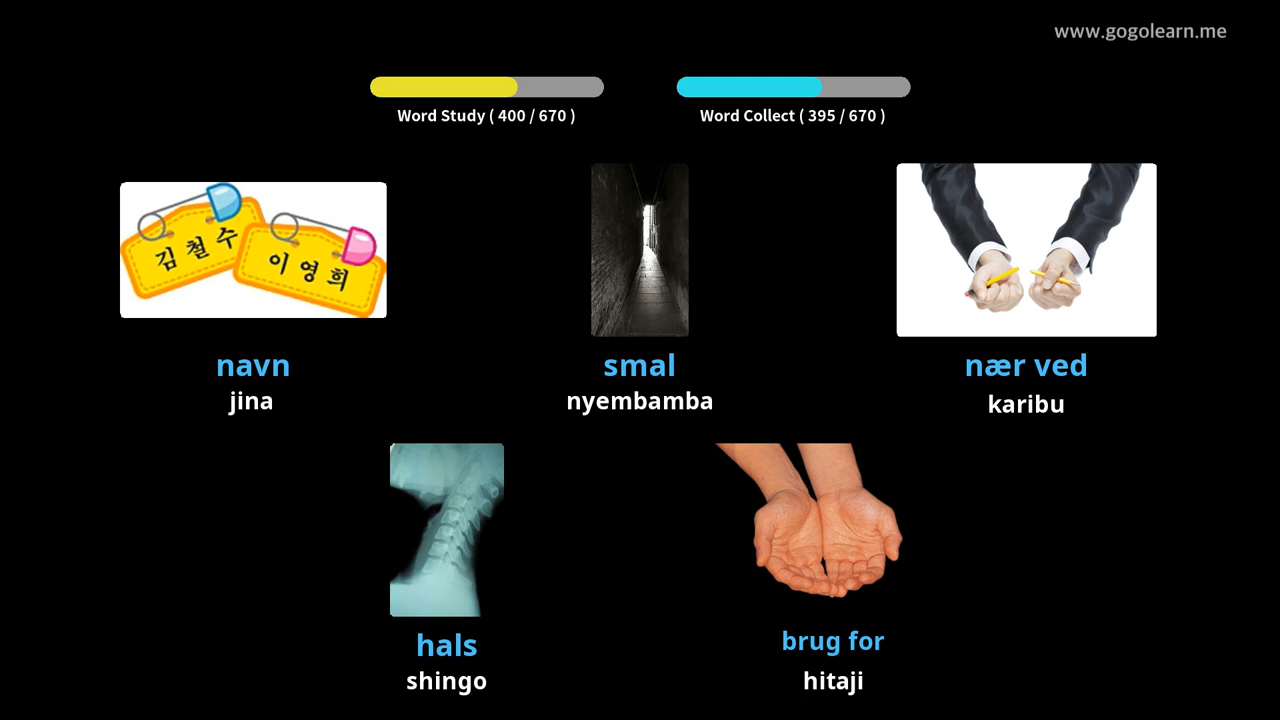 www.gogolearn.me
Word Study ( 400 / 670 )
Word Collect ( 395 / 670 )
김철수
이영희
navn
jina
smal
nyembamba
nær ved
karibu
hals
shingo
brug for
hitaji